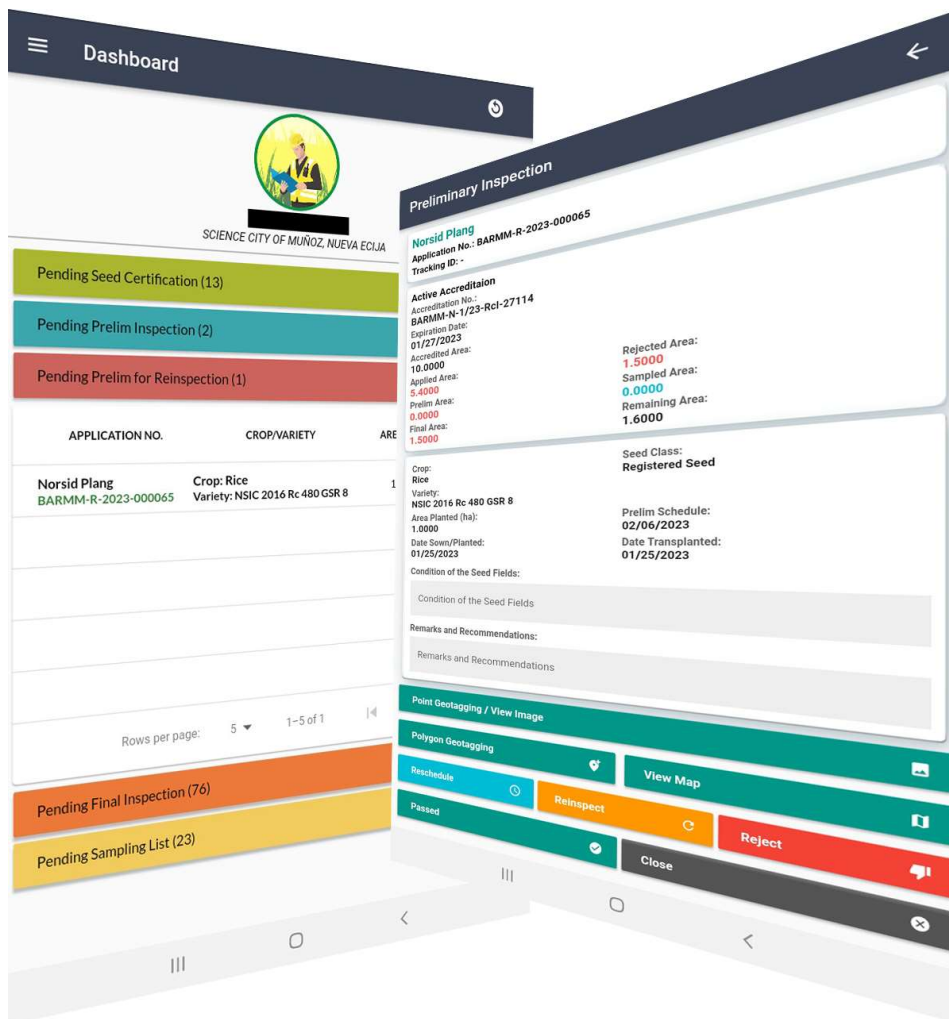 Dashboard
SCIENCE CITY OF MUÑOZ, NUEVA ECIJA
Pending Seed Certification (13)
Pending Prelim Inspection (2)
Pending Prelim for Reinspection (1)
APPLICATION NO. CROP/VARIETY ARE
Norsid Plang Crop: Rice 1
BARMM-R-2023-000065 Variety: NSIC 2016 Rc 480 GSR 8
Rows per page: 5 1–5 of 1
Pending Final Inspection (76)
Pending Sampling List (23)
Preliminary Inspection
Norsid Plang
Application No.: BARMM-R-2023-000065
Tracking ID: -
Active Accreditaion
Accreditation No.:
BARMM-N-1/23-Rcl-27114
Expiration Date:
01/27/2023
Accredited Area:
10.0000
Applied Area:
5.4000
Prelim Area:
0.0000
Final Area:
1.5000
Rejected Area:
1.5000
Sampled Area:
0.0000
Remaining Area:
1.6000
Crop:
Rice
Variety:
NSIC 2016 Rc 480 GSR 8
Area Planted (ha):
1.0000
Date Sown/Planted:
01/25/2023
Seed Class:
Registered Seed
Prelim Schedule:
02/06/2023
Date Transplanted:
01/25/2023
Condition of the Seed Fields:
Condition of the Seed Fields
Remarks and Recommendations:
Remarks and Recommendations
Point Geotagging / View Image
Polygon Geotagging
View Map
Reschedule
Reinspect
Reject
Passed
Close